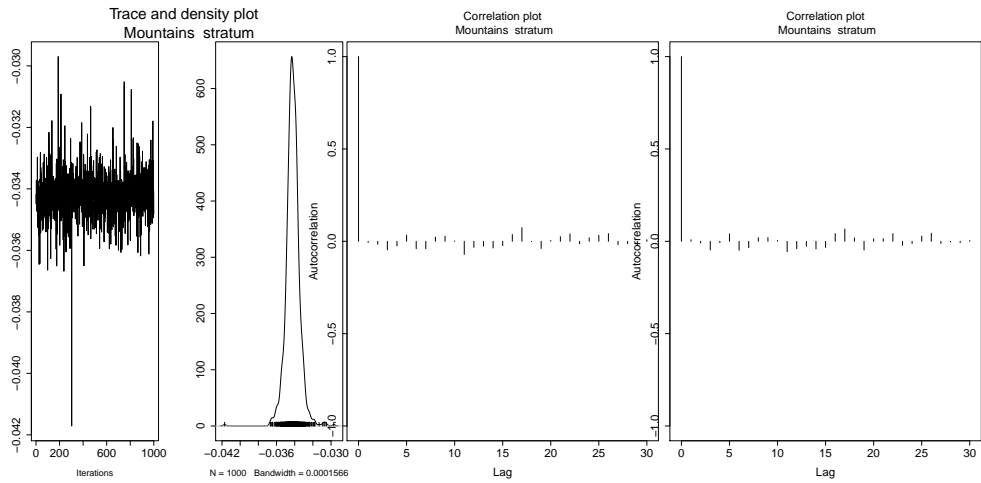 Trace and density plot
Mountains stratum
−0.030
−0.032
−0.034
−0.036
−0.038
−0.040
−0.042
0 200 600 1000
Iterations
600
500
400
300
200
100
0
−0.042 −0.036 −0.030
N = 1000 Bandwidth = 0.0001566
Correlation plot
Mountains stratum
1.0
0.5
0.0
−0.5
−1.0
Autocorrelation
0 5 10 15 20 25 30
Lag
Correlation plot
Mountains stratum
1.0
0.5
0.0
−0.5
−1.0
Autocorrelation
0 5 10 15 20 25 30
Lag